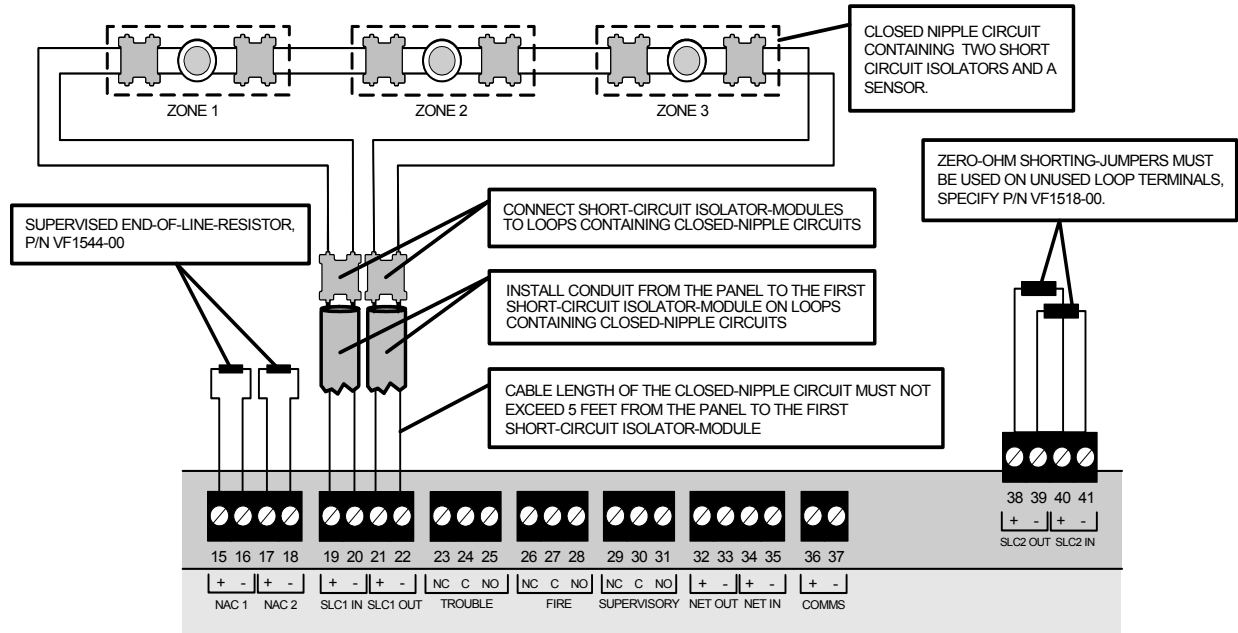 CLOSED NIPPLE CIRCUIT
CONTAINING TWO SHORT
CIRCUIT ISOLATORS AND A
SENSOR.
ZONE 1
ZONE 2
ZONE 3
ZERO-OHM SHORTING-JUMPERS MUST
BE USED ON UNUSED LOOP TERMINALS,
SPECIFY P/N VF1518-00.
SUPERVISED END-OF-LINE-RESISTOR,
P/N VF1544-00
CONNECT SHORT-CIRCUIT ISOLATOR-MODULES
TO LOOPS CONTAINING CLOSED-NIPPLE CIRCUITS
INSTALL CONDUIT FROM THE PANEL TO THE FIRST
SHORT-CIRCUIT ISOLATOR-MODULE ON LOOPS
CONTAINING CLOSED-NIPPLE CIRCUITS
CABLE LENGTH OF THE CLOSED-NIPPLE CIRCUIT MUST NOT
EXCEED 5 FEET FROM THE PANEL TO THE FIRST
SHORT-CIRCUIT ISOLATOR-MODULE
38 39 40 41
+ - + -
SLC2 OUT SLC2 IN
15 16 17 18 19 20 21 22 23 24 25 26 27 28 29 30 31 32 33 34 35 36 37
+ - + - + - + - NC C NO NC C NO NC C NO + - + - + -
NAC 1 NAC 2 SLC1 IN SLC1 OUT TROUBLE FIRE SUPERVISORY NET OUT NET IN COMMS